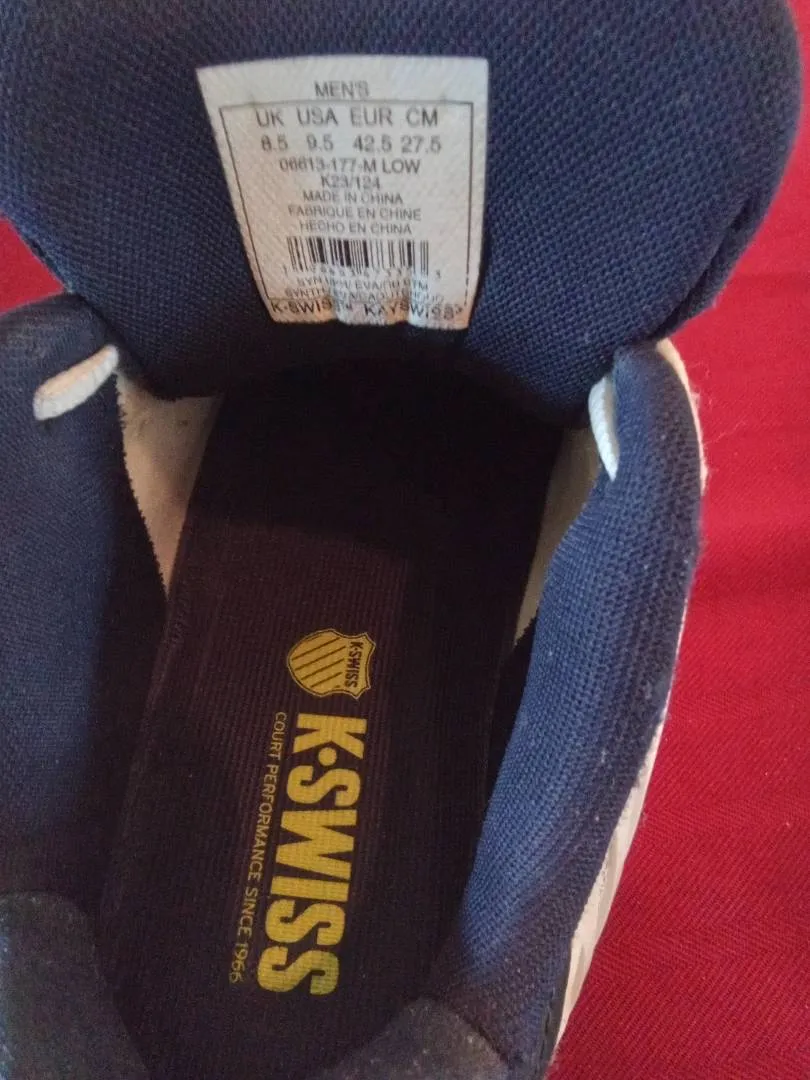 MEN'S
UK USA EUR CM
8.5 9.5 42.5 27.5
06613-177-M LOW
K23/124
MADE IN CHINA
FABRIQUE EN CHINE
HECHO EN CHINA
K-SWISS KAYSWISS
K-SWISS
K·SWISS
COURT PERFORMANCE SINCE 1966